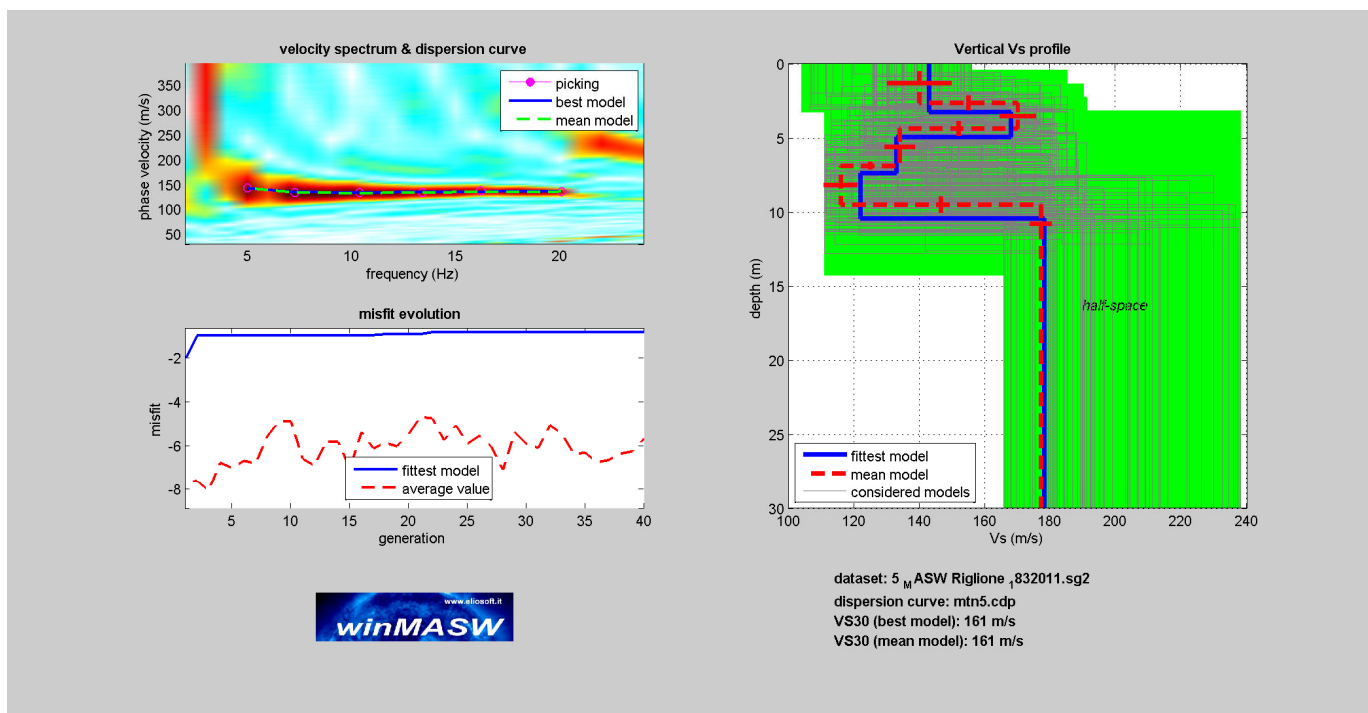 velocity spectrum & dispersion curve
350
300
250
200
150
100
50
phase velocity (m/s)
picking
best model
mean model
5
10
15
20
frequency (Hz)
misfit evolution
-2
-4
-6
-8
misfit
fittest model
average value
5
10
15
20
25
30
35
40
generation
www.eliosoft.it
winMASW
Vertical Vs profile
0
5
10
15
20
25
30
depth (m)
half-space
fittest model
mean model
considered models
100
120
140
160
180
200
220
240
Vs (m/s)
dataset: 5 MASW Riglione 1832011.sg2
dispersion curve: mtn5.cdp
VS30 (best model): 161 m/s
VS30 (mean model): 161 m/s